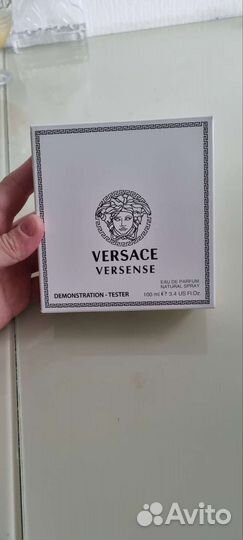 VERSACE
VERSENSE
EAU DE PARFUM
NATURAL SPRAY
DEMONSTRATION - TESTER
100 ml e 3.4 US Fl.Oz.
Avito